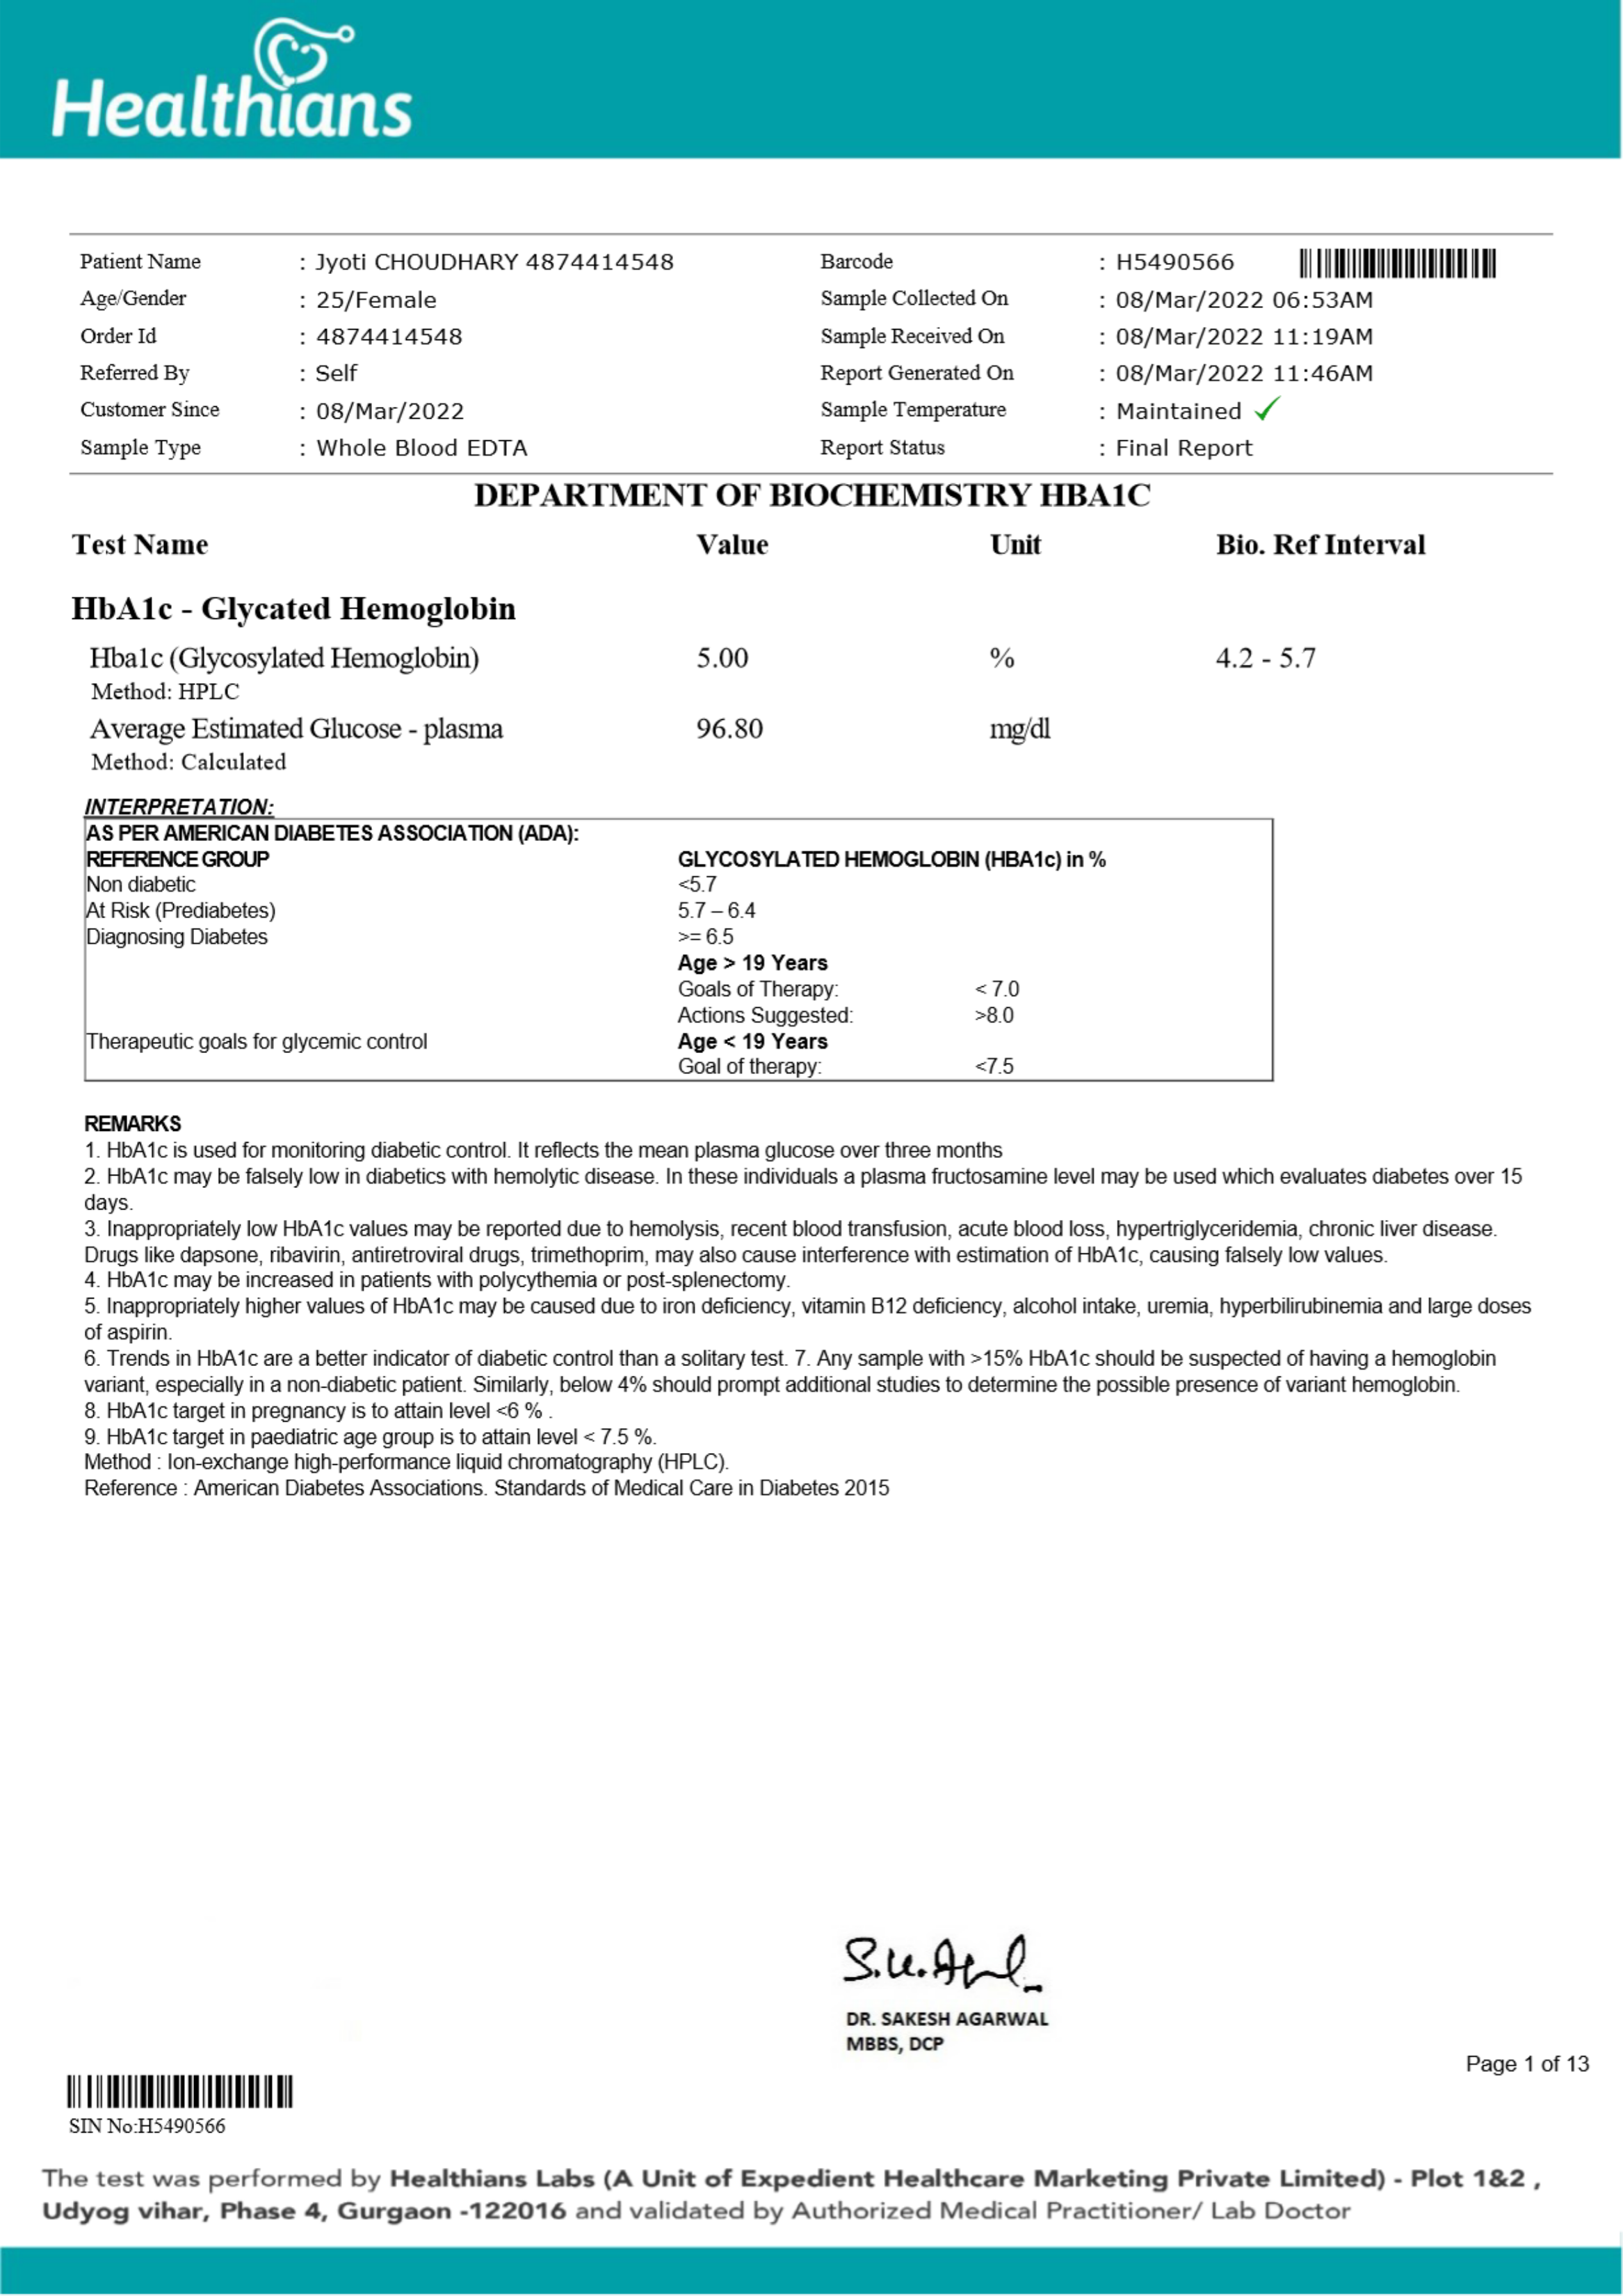 Healthians
Patient Name : Jyoti CHOUDHARY 4874414548 Barcode : H5490566
Age/Gender : 25/Female Sample Collected On : 08/Mar/2022 06:53AM
Order Id : 4874414548 Sample Received On : 08/Mar/2022 11:19AM
Referred By : Self Report Generated On : 08/Mar/2022 11:46AM
Customer Since : 08/Mar/2022 Sample Temperature : Maintained ✓
Sample Type : Whole Blood EDTA Report Status : Final Report
DEPARTMENT OF BIOCHEMISTRY HBA1C
Test Name Value Unit Bio. Ref Interval
HbA1c - Glycated Hemoglobin
Hba1c (Glycosylated Hemoglobin) 5.00 % 4.2 - 5.7
Method: HPLC
Average Estimated Glucose - plasma 96.80 mg/dl
Method: Calculated
INTERPRETATION:
AS PER AMERICAN DIABETES ASSOCIATION (ADA):
REFERENCE GROUP GLYCOSYLATED HEMOGLOBIN (HBA1c) in %
Non diabetic <5.7
At Risk (Prediabetes) 5.7 – 6.4
Diagnosing Diabetes >= 6.5
Age > 19 Years
Goals of Therapy: < 7.0
Actions Suggested: >8.0
Therapeutic goals for glycemic control Age < 19 Years
Goal of therapy: <7.5
REMARKS
1. HbA1c is used for monitoring diabetic control. It reflects the mean plasma glucose over three months
2. HbA1c may be falsely low in diabetics with hemolytic disease. In these individuals a plasma fructosamine level may be used which evaluates diabetes over 15
days.
3. Inappropriately low HbA1c values may be reported due to hemolysis, recent blood transfusion, acute blood loss, hypertriglyceridemia, chronic liver disease.
Drugs like dapsone, ribavirin, antiretroviral drugs, trimethoprim, may also cause interference with estimation of HbA1c, causing falsely low values.
4. HbA1c may be increased in patients with polycythemia or post-splenectomy.
5. Inappropriately higher values of HbA1c may be caused due to iron deficiency, vitamin B12 deficiency, alcohol intake, uremia, hyperbilirubinemia and large doses
of aspirin.
6. Trends in HbA1c are a better indicator of diabetic control than a solitary test. 7. Any sample with >15% HbA1c should be suspected of having a hemoglobin
variant, especially in a non-diabetic patient. Similarly, below 4% should prompt additional studies to determine the possible presence of variant hemoglobin.
8. HbA1c target in pregnancy is to attain level <6 % .
9. HbA1c target in paediatric age group is to attain level < 7.5 %.
Method : Ion-exchange high-performance liquid chromatography (HPLC).
Reference : American Diabetes Associations. Standards of Medical Care in Diabetes 2015
DR. SAKESH AGARWAL
MBBS, DCP
Page 1 of 13
SIN No:H5490566
The test was performed by Healthians Labs (A Unit of Expedient Healthcare Marketing Private Limited) - Plot 1&2 ,
Udyog vihar, Phase 4, Gurgaon -122016 and validated by Authorized Medical Practitioner/ Lab Doctor